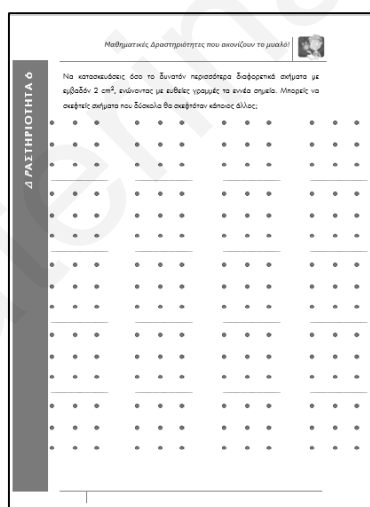 Μαθηματικές Δραστηριότητες που ακονίζουν το μυαλό!
ΔΡΑΣΤΗΡΙΟΤΗΤΑ 6
Να κατασκευάσεις όσο το δυνατόν περισσότερα διαφορετικά σχήματα με
εμβαδόν 2 cm², ενώνοντας με ευθείες γραμμές τα εννέα σημεία. Μπορείς να
σκεφτείς σχήματα που δύσκολα θα σκεφτόταν κάποιος άλλος;